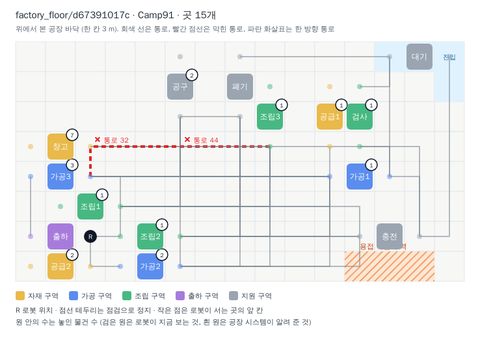 factory_floor/d67391017c · Camp91 · 곳 15개
위에서 본 공장 바닥 (한 칸 3 m). 회색 선은 통로, 빨간 점선은 막힌 통로, 파란 화살표는 한 방향 통로
대기
진입
공구 2
폐기
조립3 1
공급1 1
검사 1
✖ 통로 32
✖ 통로 44
창고 7
가공3 3
가공1 1
조립1 1
출하
R
조립2 1
충전
용접
공급2 2
가공2 2
자재 구역
가공 구역
조립 구역
출하 구역
지원 구역
R 로봇 위치 · 점선 테두리는 점검으로 정지 · 작은 점은 로봇이 서는 곳의 앞 칸
원 안의 수는 놓인 물건 수 (검은 원은 로봇이 지금 보는 것, 흰 원은 공장 시스템이 알려 준 것)